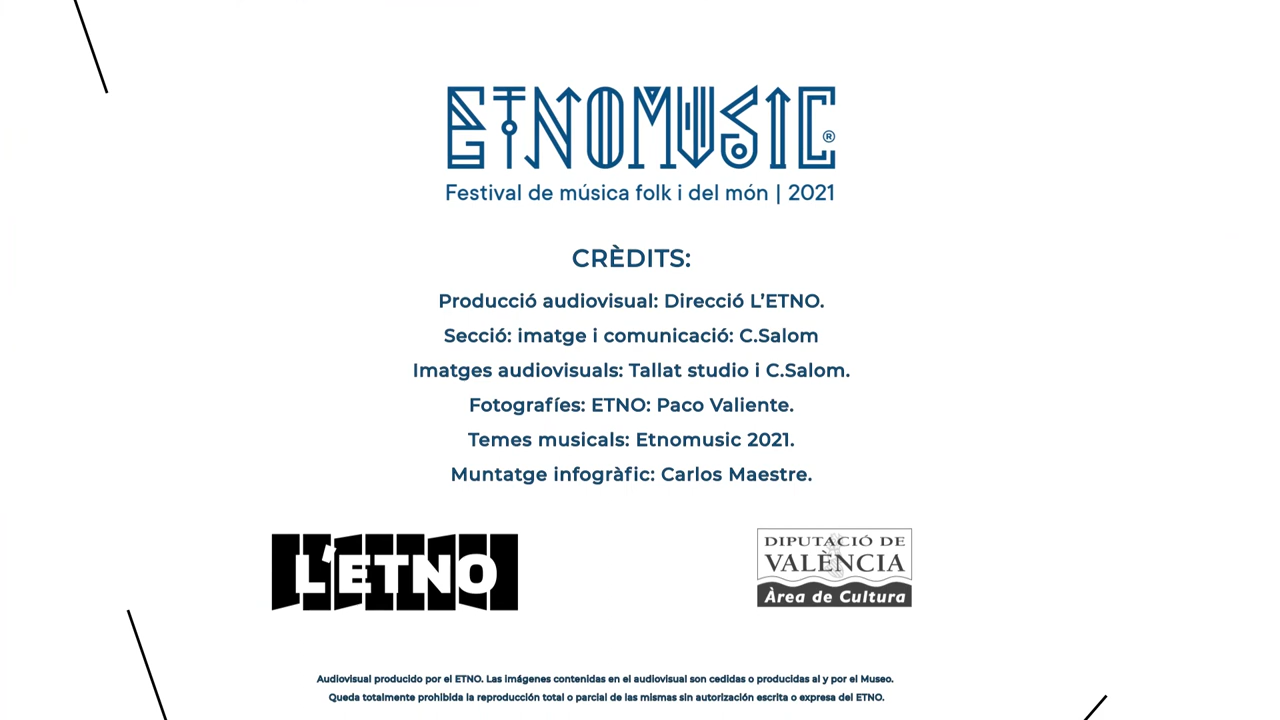 ETNOMUSIC®
Festival de música folk i del món | 2021
CRÈDITS:
Producció audiovisual: Direcció L’ETNO.
Secció: imatge i comunicació: C.Salom
Imatges audiovisuals: Tallat studio i C.Salom.
Fotografíes: ETNO: Paco Valiente.
Temes musicals: Etnomusic 2021.
Muntatge infogràfic: Carlos Maestre.
L'ETNO
DIPUTACIÓ DE
VALÈNCIA
Àrea de Cultura
Audiovisual producido por el ETNO. Las imágenes contenidas en el audiovisual son cedidas o producidas al y por el Museo.
Queda totalmente prohibida la reproducción total o parcial de las mismas sin autorización escrita o expresa del ETNO.